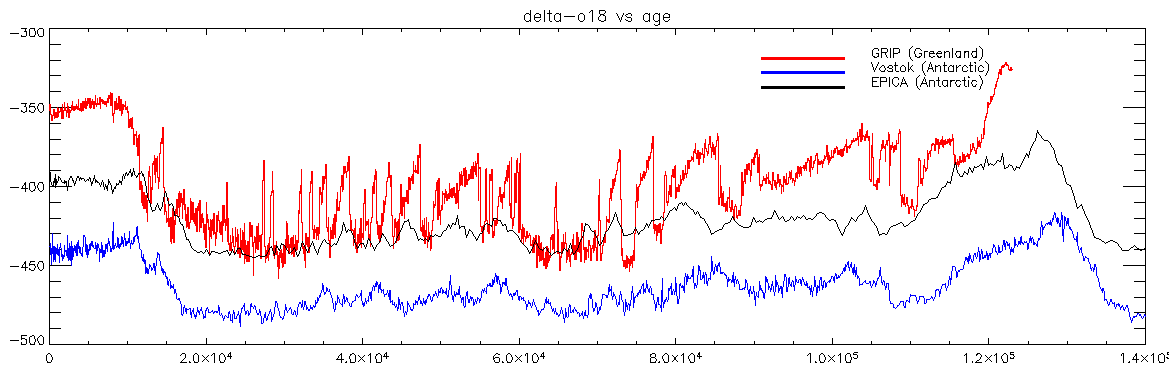 delta-o18 vs age
-300
GRIP (Greenland)
Vostok (Antarctic)
EPICA (Antarctic)
-350
-400
-450
-500
0 2.0×10⁴ 4.0×10⁴ 6.0×10⁴ 8.0×10⁴ 1.0×10⁵ 1.2×10⁵ 1.4×10⁵